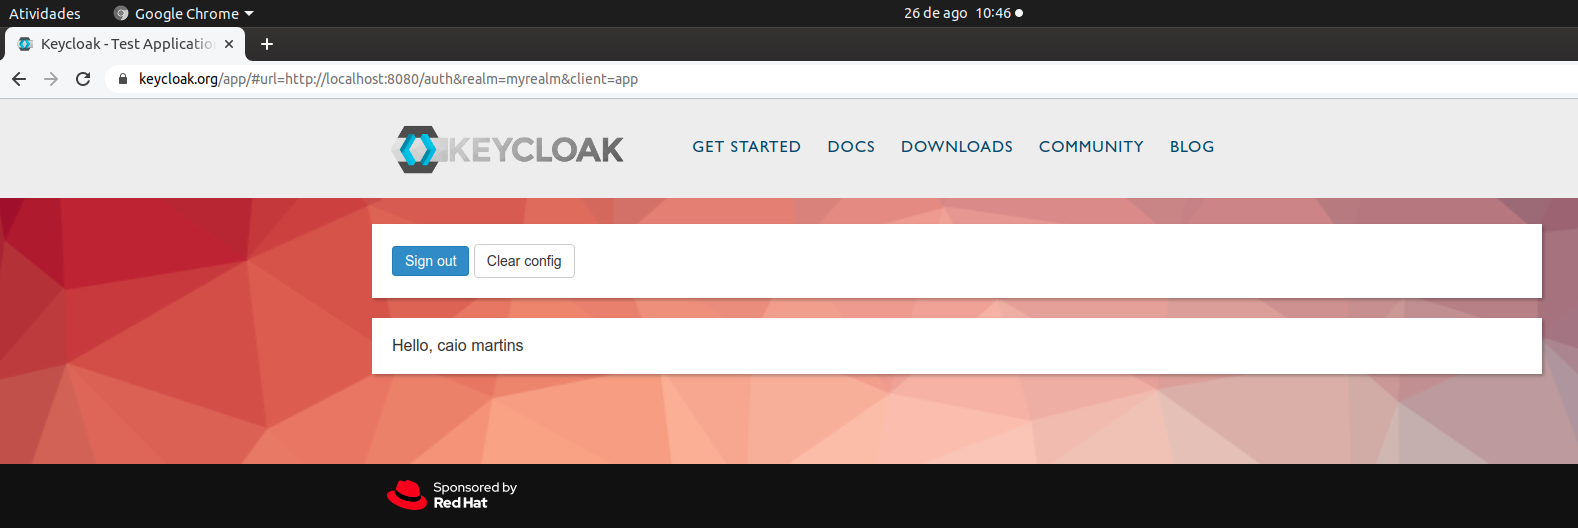 Atividades Google Chrome 26 de ago 10:46
Keycloak - Test Applicatio
keycloak.org/app/#url=http://localhost:8080/auth&realm=myrealm&client=app
KEYCLOAK GET STARTED DOCS DOWNLOADS COMMUNITY BLOG
Sign out Clear config
Hello, caio martins
Sponsored by
Red Hat